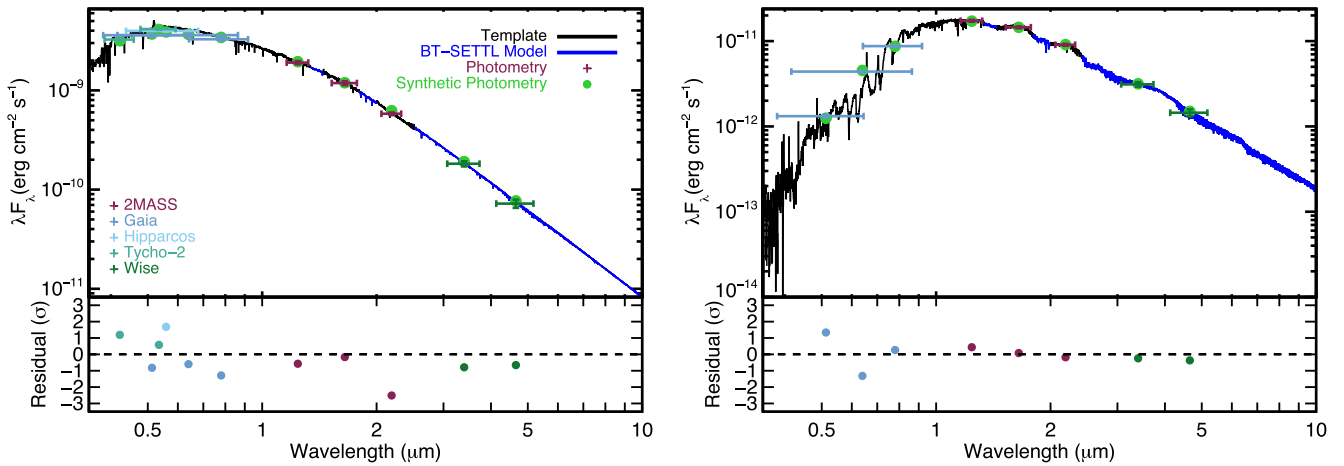 λFλ(erg cm−2 s−1)
10−9
10−10
10−11
Template
BT−SETTL Model
Photometry
Synthetic Photometry
2MASS
Gaia
Hipparcos
Tycho−2
Wise
Residual (σ)
3
2
1
0
−1
−2
−3
0.5 1 2 5 10
Wavelength (μm)
λFλ(erg cm−2 s−1)
10−11
10−12
10−13
10−14
Residual (σ)
3
2
1
0
−1
−2
−3
0.5 1 2 5 10
Wavelength (μm)